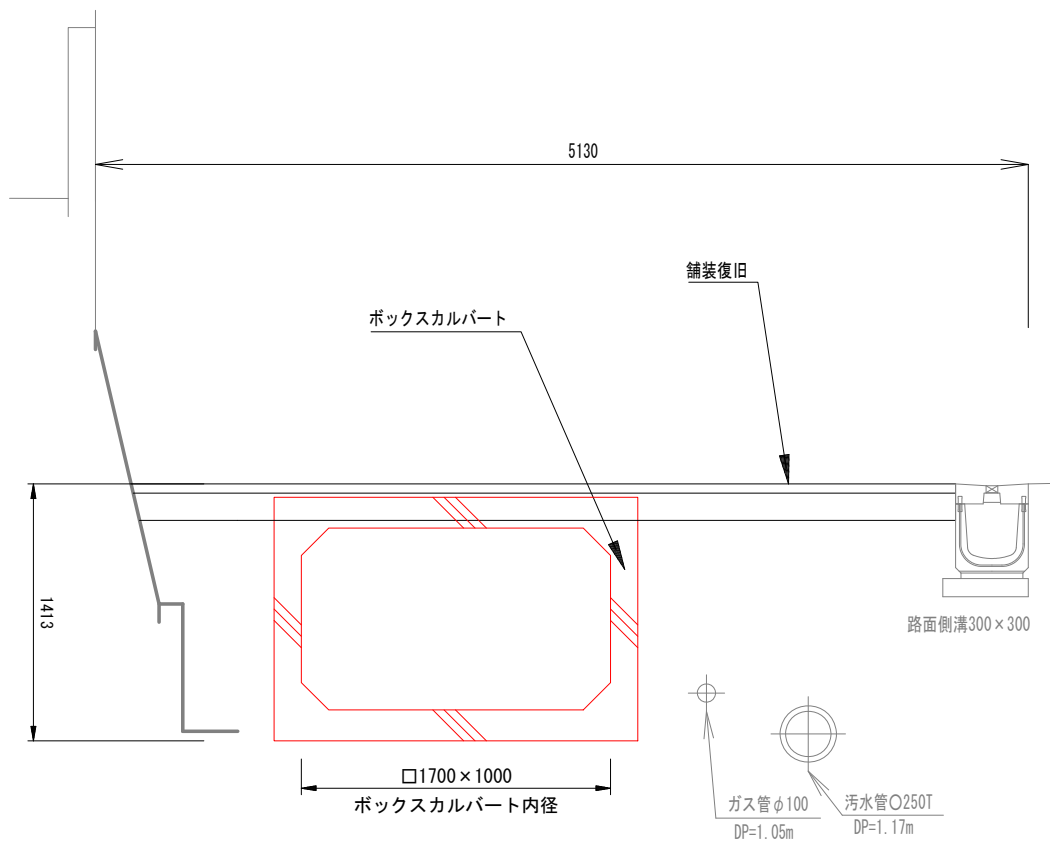 5130
舗装復旧
ボックスカルバート
1413
路面側溝300×300
□1700×1000
ボックスカルバート内径
ガス管φ100
DP=1.05m
汚水管○250T
DP=1.17m